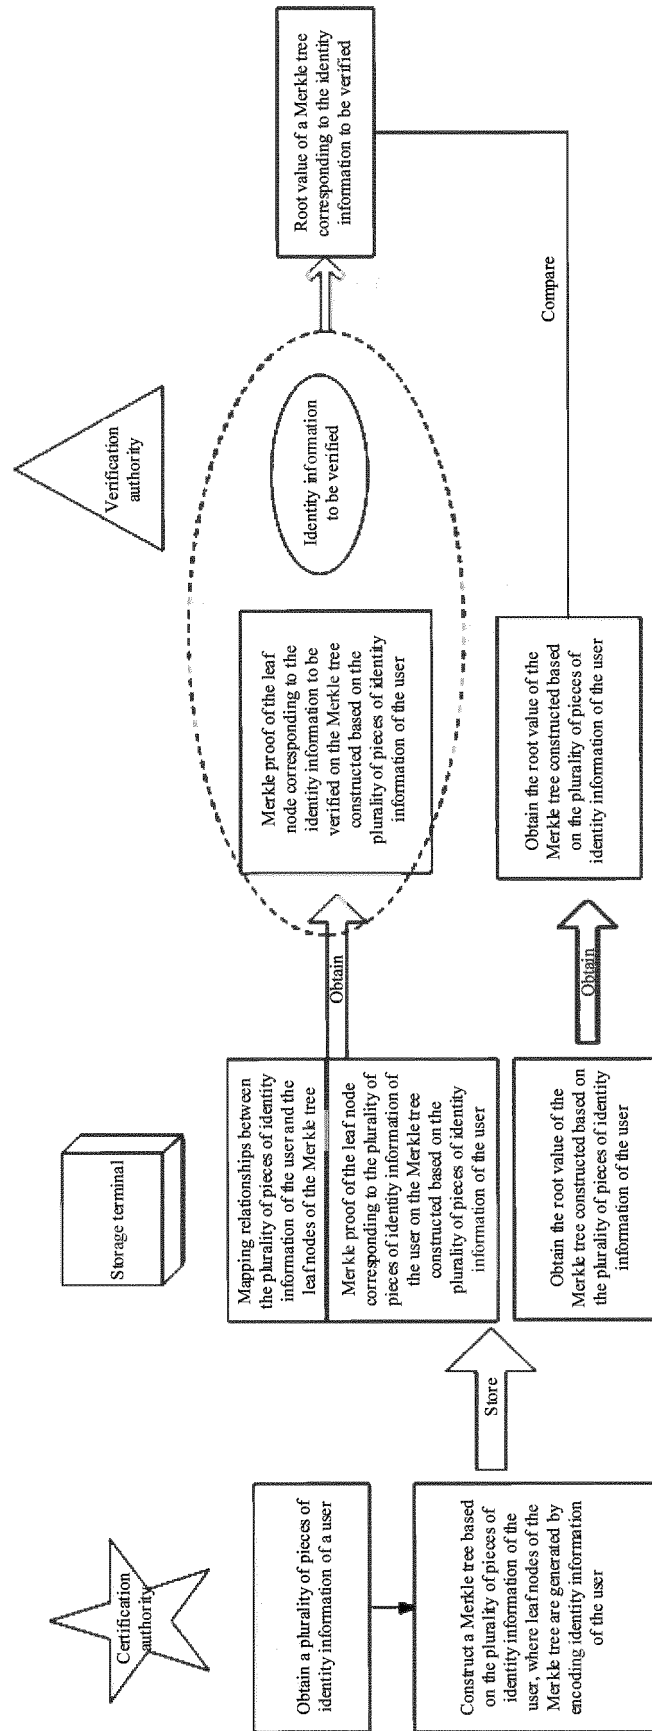 Certification
authority
Obtain a plurality of pieces of
identity information of a user
Construct a Merkle tree based
on the plurality of pieces of
identity information of the
user, where leaf nodes of the
Merkle tree are generated by
encoding identity information
of the user
Store
Storage terminal
Mapping relationships between
the plurality of pieces of identity
information of the user and the
leaf nodes of the Merkle tree
Merkle proof of the leaf node
corresponding to the plurality of
pieces of identity information of
the user on the Merkle tree
constructed based on the
plurality of pieces of identity
information of the user
Obtain the root value of the
Merkle tree constructed based on
the plurality of pieces of identity
information of the user
Obtain
Obtain
Verification
authority
Merkle proof of the leaf
node corresponding to the
identity information to be
verified on the Merkle tree
constructed based on the
plurality of pieces of identity
information of the user
Identity information
to be verified
Obtain the root value of the
Merkle tree constructed based
on the plurality of pieces of
identity information of the user
Compare
Root value of a Merkle tree
corresponding to the identity
information to be verified